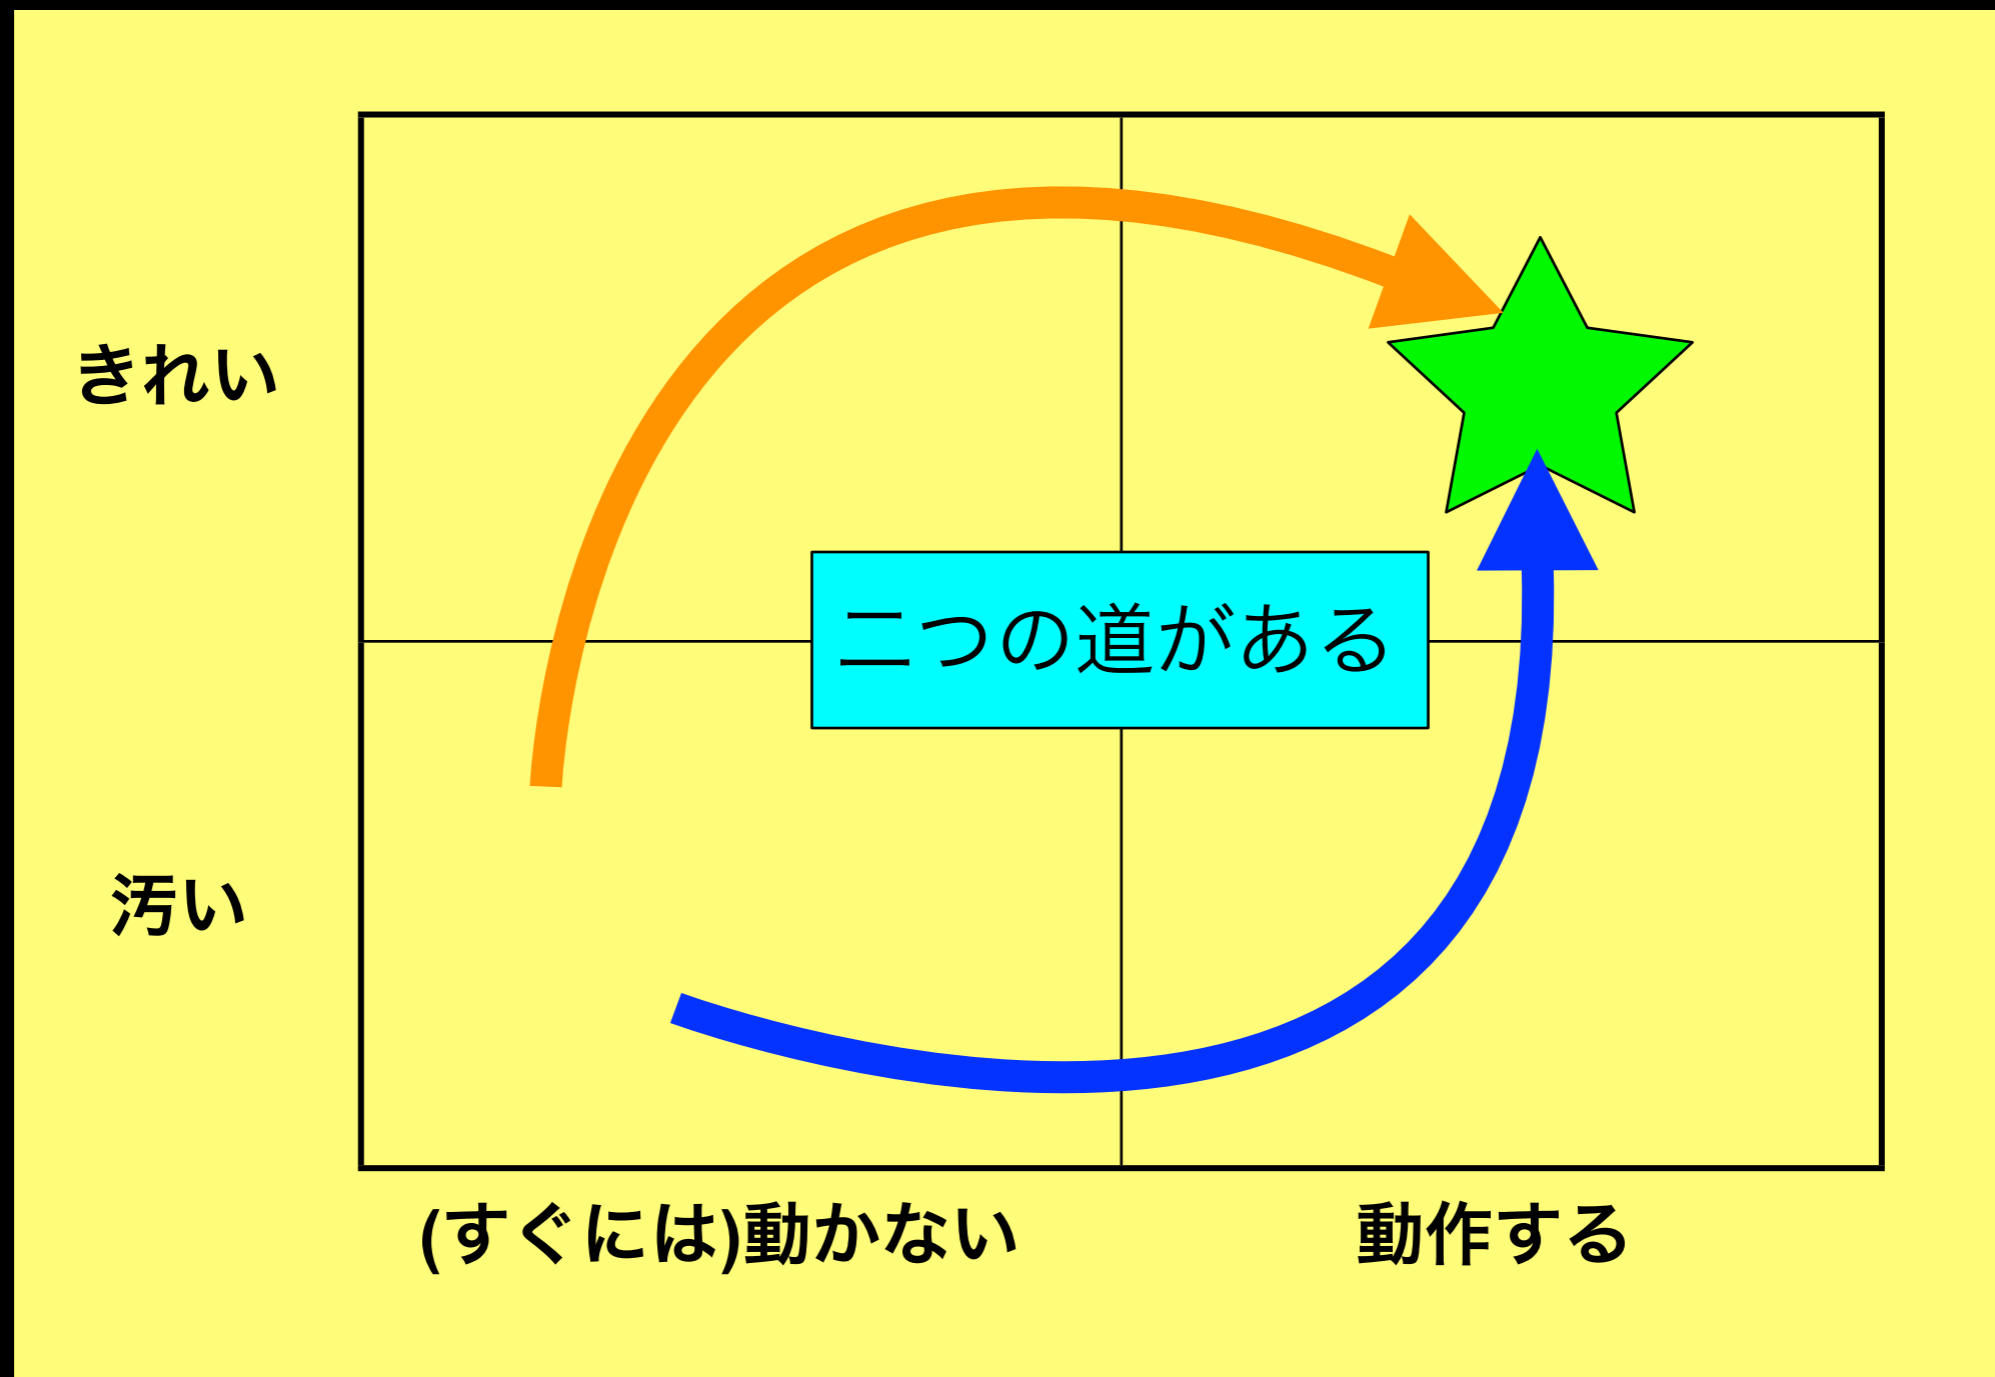 きれい
二つの道がある
汚い
(すぐには)動かない
動作する